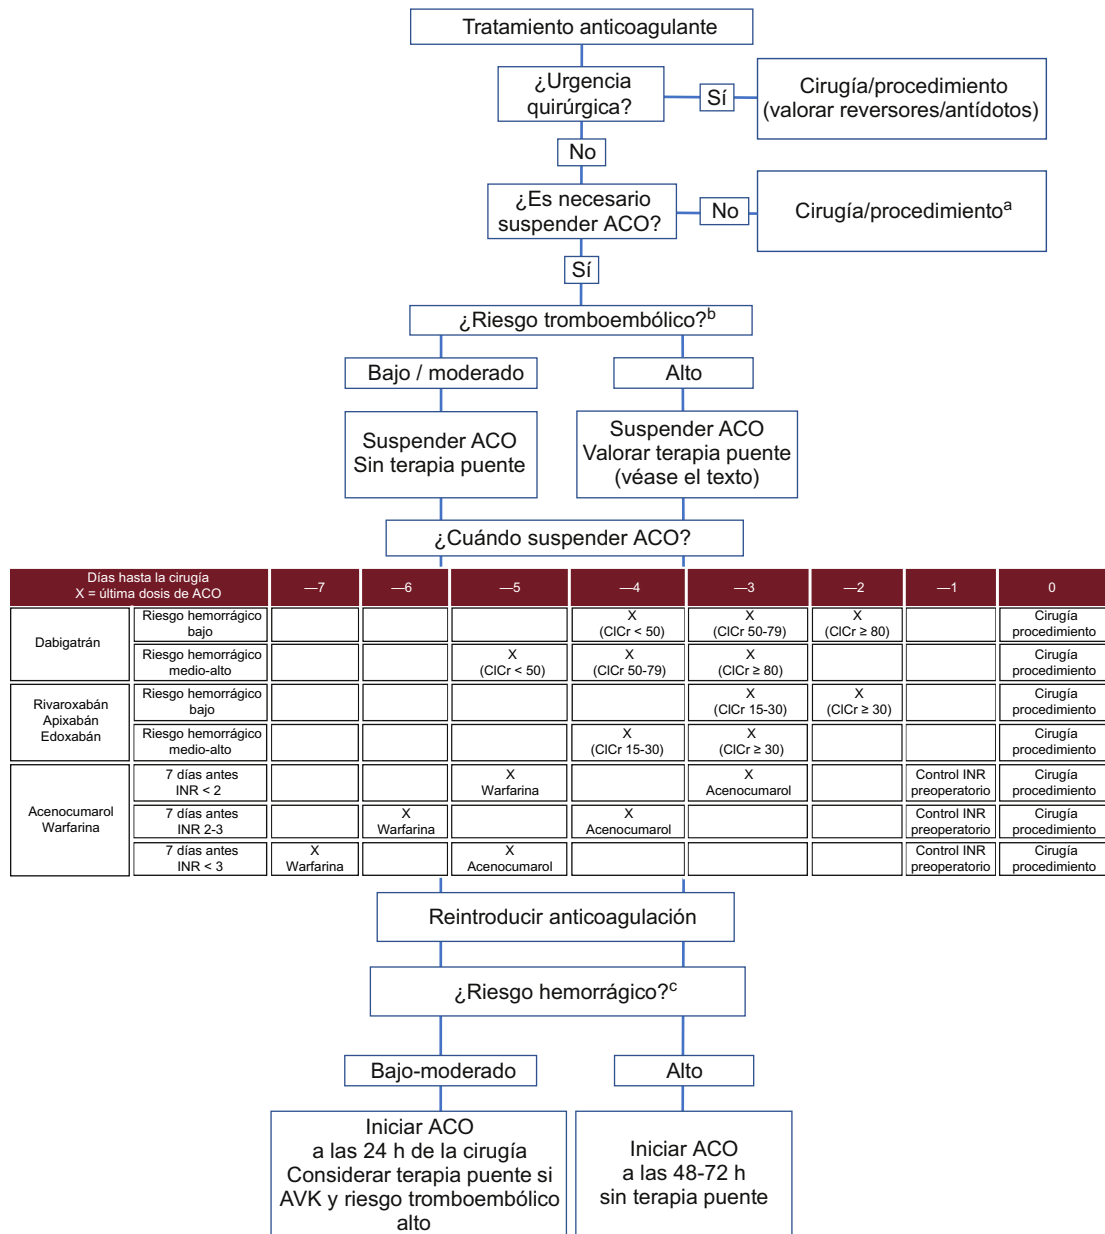 Tratamiento anticoagulante
¿Urgencia
quirúrgica?
Sí
Cirugía/procedimiento
(valorar reversores/antídotos)
No
¿Es necesario
suspender ACO?
No
Cirugía/procedimientoᵃ
Sí
¿Riesgo tromboembólico?ᵇ
Bajo / moderado
Alto
Suspender ACO
Sin terapia puente
Suspender ACO
Valorar terapia puente
(véase el texto)
¿Cuándo suspender ACO?
Días hasta la cirugía
X = última dosis de ACO
—7
—6
—5
—4
—3
—2
—1
0
Dabigatrán
Riesgo hemorrágico
bajo
X
(ClCr < 50)
X
(ClCr 50-79)
X
(ClCr ≥ 80)
Cirugía
procedimiento
Riesgo hemorrágico
medio-alto
X
(ClCr < 50)
X
(ClCr 50-79)
X
(ClCr ≥ 80)
Cirugía
procedimiento
Rivaroxabán
Apixabán
Edoxabán
Riesgo hemorrágico
bajo
X
(ClCr 15-30)
X
(ClCr ≥ 30)
Cirugía
procedimiento
Riesgo hemorrágico
medio-alto
X
(ClCr 15-30)
X
(ClCr ≥ 30)
Cirugía
procedimiento
Acenocumarol
Warfarina
7 días antes
INR < 2
X
Warfarina
X
Acenocumarol
Control INR
preoperatorio
Cirugía
procedimiento
7 días antes
INR 2-3
X
Warfarina
X
Acenocumarol
Control INR
preoperatorio
Cirugía
procedimiento
7 días antes
INR < 3
X
Warfarina
X
Acenocumarol
Control INR
preoperatorio
Cirugía
procedimiento
Reintroducir anticoagulación
¿Riesgo hemorrágico?ᶜ
Bajo-moderado
Alto
Iniciar ACO
a las 24 h de la cirugía
Considerar terapia puente si
AVK y riesgo tromboembólico
alto
Iniciar ACO
a las 48-72 h
sin terapia puente